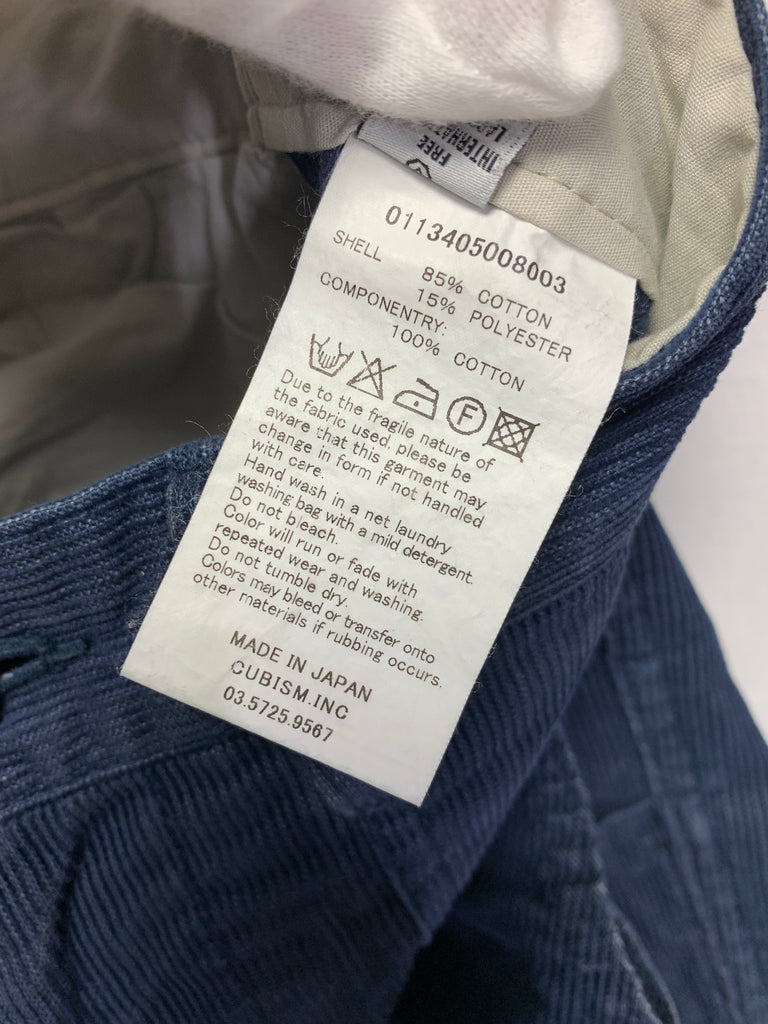 FREE
0113405008003
SHELL
85% COTTON
15% POLYESTER
COMPONENTRY:
100% COTTON
F
Due to the fragile nature of
the fabric used, please be
aware that this garment may
change in form if not handled
with care.
Hand wash in a net laundry
washing bag with a mild detergent.
Do not bleach.
Color will run or fade with
repeated wear and washing.
Do not tumble dry.
Colors may bleed or transfer onto
other materials if rubbing occurs.
MADE IN JAPAN
CUBISM.INC
03.5725.9567